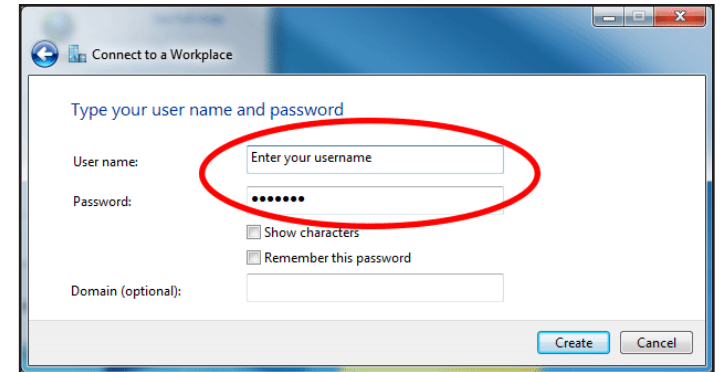 Connect to a Workplace
Type your user name and password
User name:
Enter your username
Password:
•••••••
Show characters
Remember this password
Domain (optional):
Create
Cancel